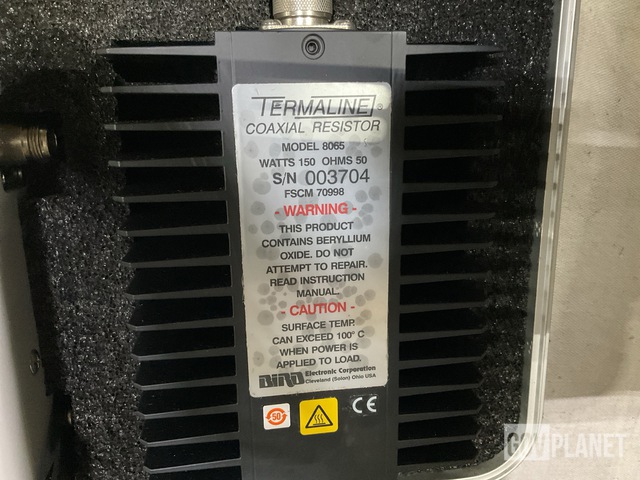 TERMALINE®
COAXIAL RESISTOR
MODEL 8065
WATTS 150 OHMS 50
S/N 003704
FSCM 70998
- WARNING -
THIS PRODUCT
CONTAINS BERYLLIUM
OXIDE. DO NOT
ATTEMPT TO REPAIR.
READ INSTRUCTION
MANUAL.
- CAUTION -
SURFACE TEMP.
CAN EXCEED 100° C
WHEN POWER IS
APPLIED TO LOAD.
BIRD Electronic Corporation
Cleveland (Solon) Ohio USA
50
CE
GOVPLANET